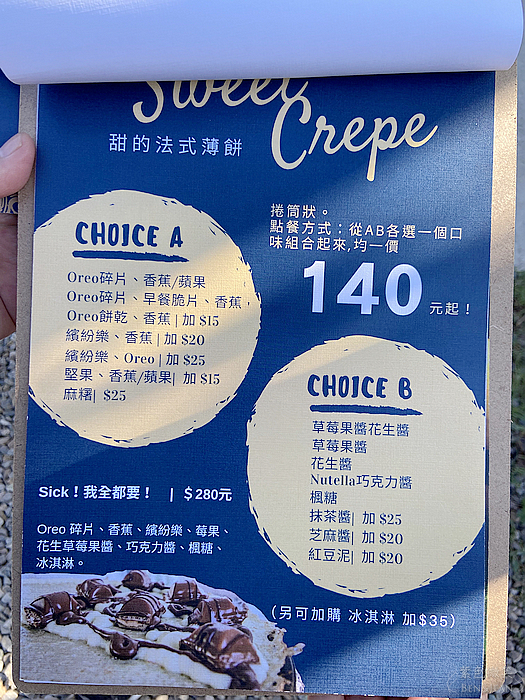 Sweet
Crepe
甜的法式薄餅
捲筒狀。
點餐方式：從AB各選一個口
味組合起來,均一價
140 元起！
CHOICE A
Oreo碎片、香蕉/蘋果
Oreo碎片、早餐脆片、香蕉
Oreo餅乾、香蕉 | 加 $15
繽紛樂、香蕉 | 加 $20
繽紛樂、Oreo | 加 $25
堅果、香蕉/蘋果| 加 $15
麻糬| $25
CHOICE B
草莓果醬花生醬
草莓果醬
花生醬
Nutella巧克力醬
楓糖
抹茶醬| 加 $25
芝麻醬| 加 $20
紅豆泥| 加 $20
Sick！我全都要！ | ＄280元
Oreo 碎片、香蕉、繽紛樂、莓果、
花生草莓果醬、巧克力醬、楓糖、
冰淇淋。
(另可加購 冰淇淋 加$35)